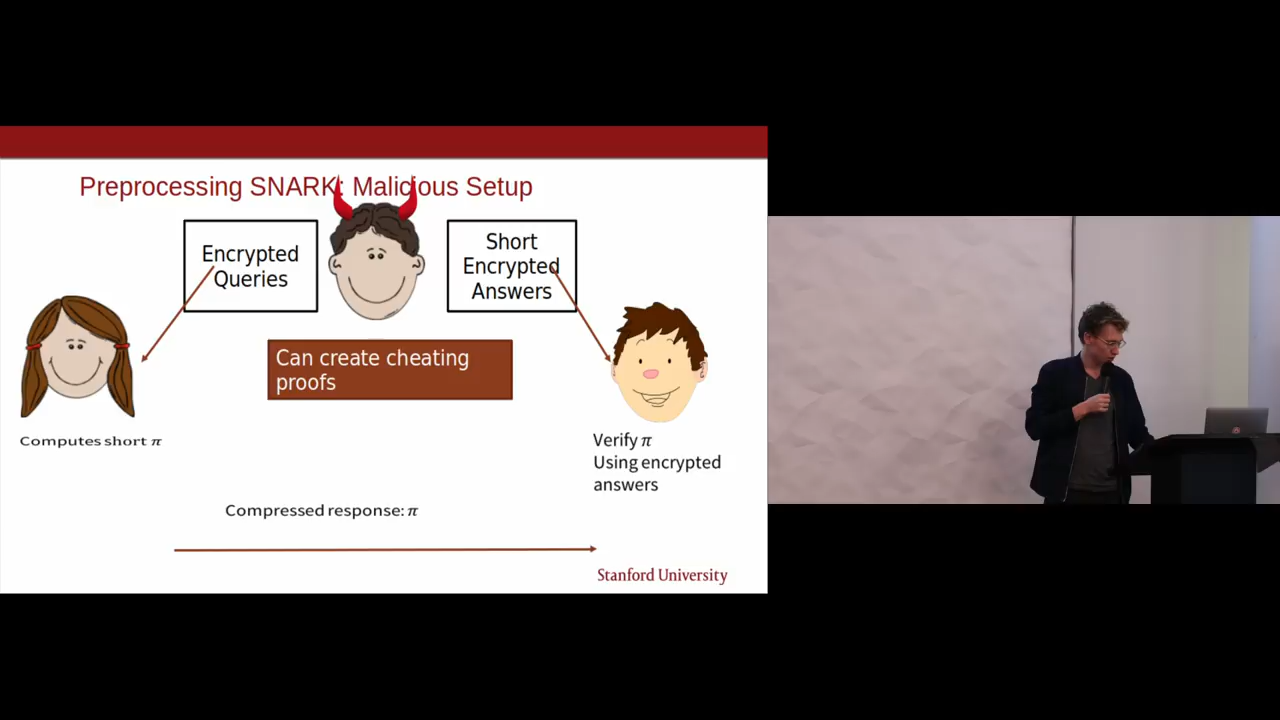 Preprocessing SNARK: Malicious Setup
Encrypted
Queries
Short
Encrypted
Answers
Can create cheating
proofs
Computes short π
Verify π
Using encrypted
answers
Compressed response: π
Stanford University